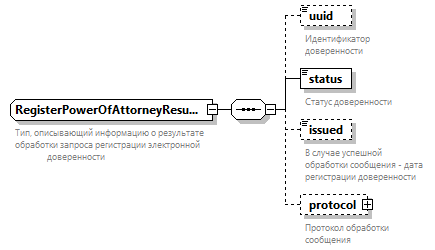 uuid
Идентификатор
доверенности
status
Статус доверенности
RegisterPowerOfAttorneyResu...
Тип, описывающий информацию о результате
обработки запроса регистрации электронной
доверенности
issued
В случае успешной
обработки сообщения - дата
регистрации доверенности
protocol
Протокол обработки
сообщения